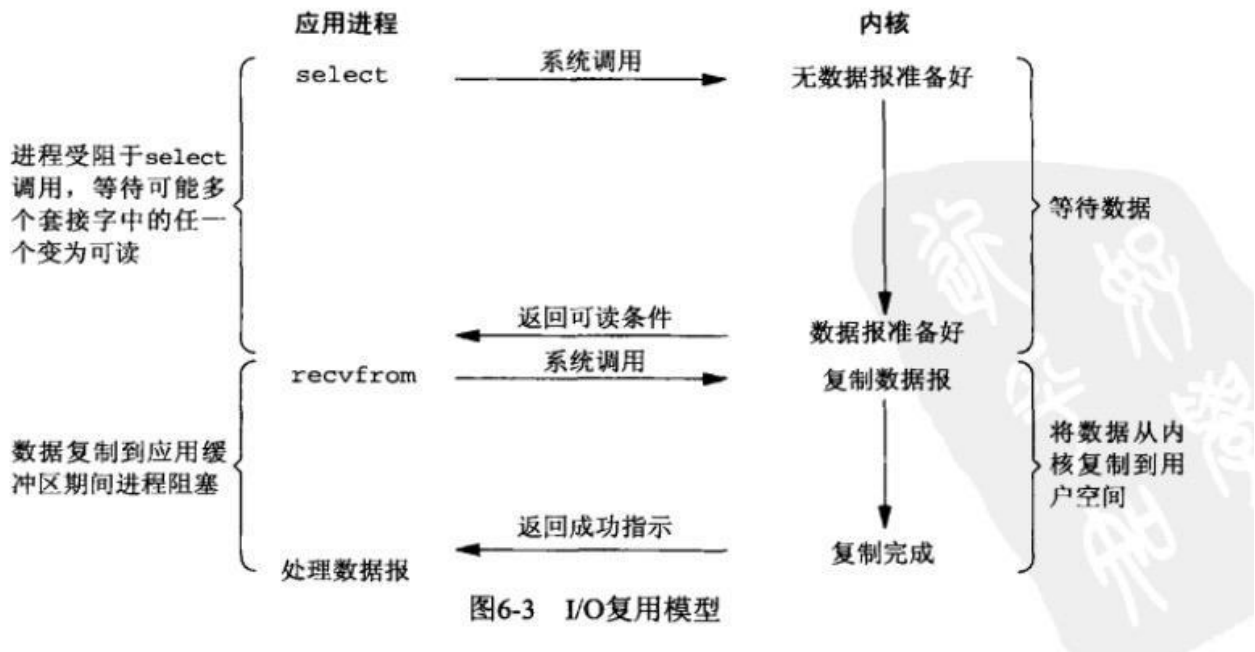 应用进程
内核
select
系统调用
无数据报准备好
进程受阻于select
调用，等待可能多
个套接字中的任一
个变为可读
等待数据
返回可读条件
数据报准备好
recvfrom
系统调用
复制数据报
数据复制到应用缓
冲区期间进程阻塞
将数据从内
核复制到用
户空间
返回成功指示
复制完成
处理数据报
图6-3 I/O复用模型